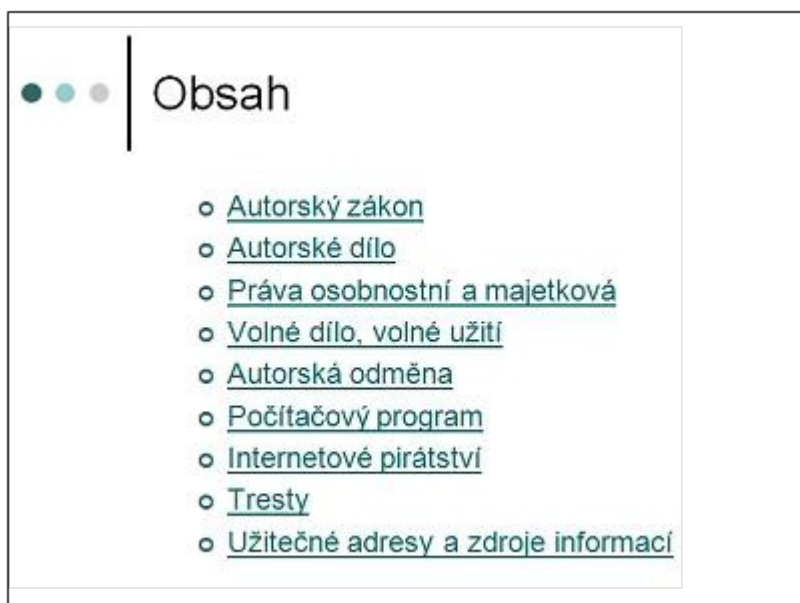 Obsah
Autorský zákon
Autorské dílo
Práva osobnostní a majetková
Volné dílo, volné užití
Autorská odměna
Počítačový program
Internetové pirátství
Tresty
Užitečné adresy a zdroje informací